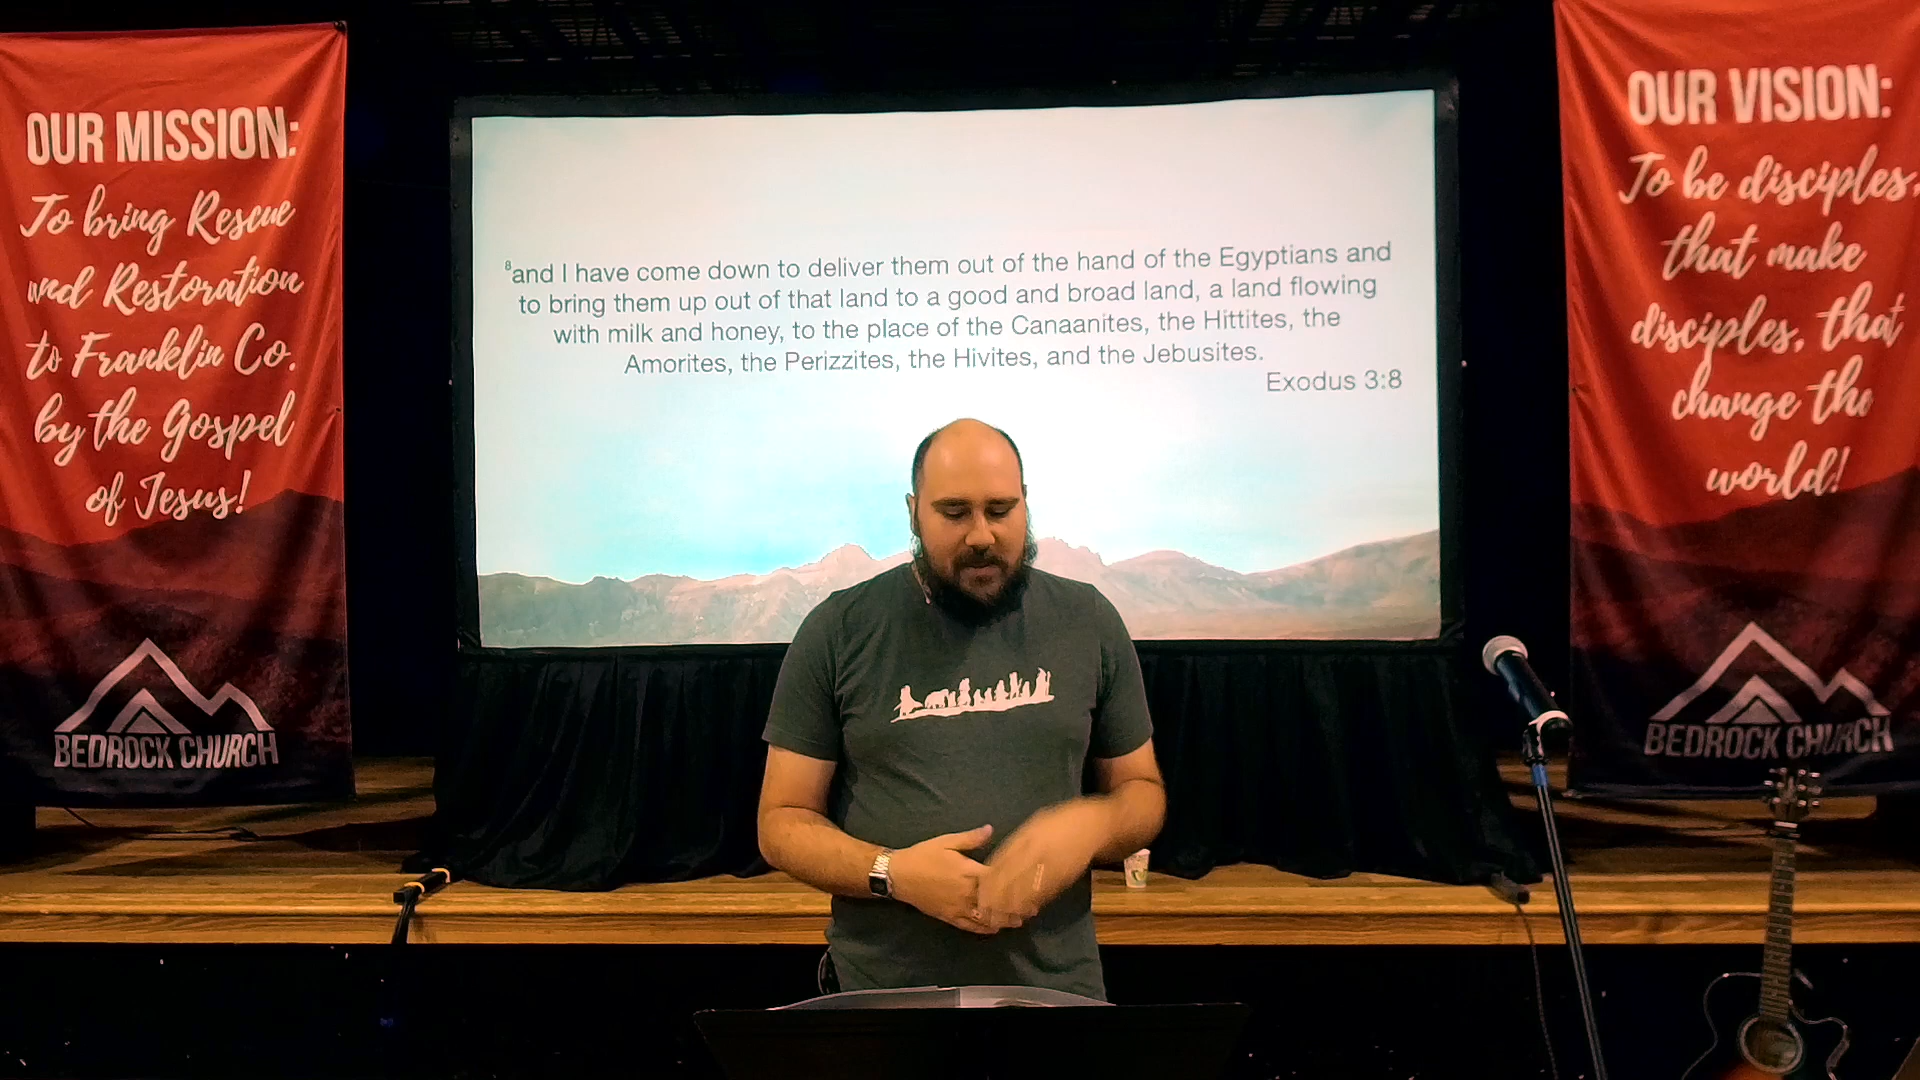 OUR MISSION:
To bring Rescue
and Restoration
to Franklin Co.
by the Gospel
of Jesus!
BEDROCK CHURCH
⁸and I have come down to deliver them out of the hand of the Egyptians and
to bring them up out of that land to a good and broad land, a land flowing
with milk and honey, to the place of the Canaanites, the Hittites, the
Amorites, the Perizzites, the Hivites, and the Jebusites.
Exodus 3:8
OUR VISION:
To be disciples,
that make
disciples, that
change the
world!
BEDROCK CHURCH